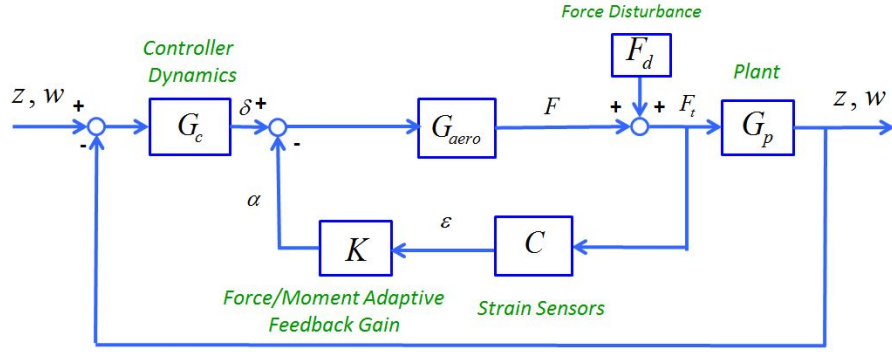 Force Disturbance
F_d
Controller
Dynamics
Plant
z , w
+
-
G_c
δ
+
-
G_aero
F
+
+
F_t
G_p
z , w
α
K
ε
C
Force/Moment Adaptive
Feedback Gain
Strain Sensors